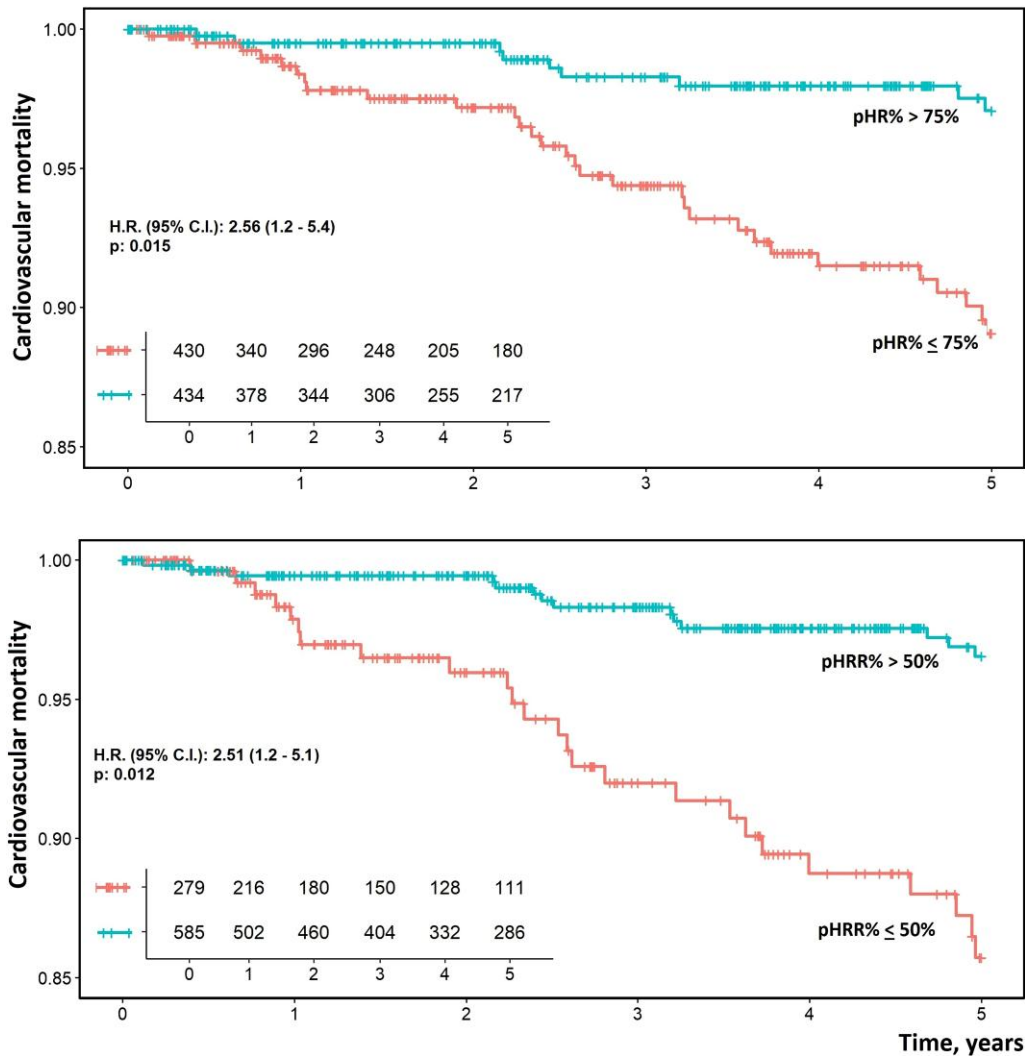 Cardiovascular mortality
1.00
0.95
0.90
0.85
pHR% > 75%
H.R. (95% C.I.): 2.56 (1.2 - 5.4)
p: 0.015
pHR% ≤ 75%
430 340 296 248 205 180
434 378 344 306 255 217
0 1 2 3 4 5
0 1 2 3 4 5
Cardiovascular mortality
1.00
0.95
0.90
0.85
pHRR% > 50%
H.R. (95% C.I.): 2.51 (1.2 - 5.1)
p: 0.012
279 216 180 150 128 111
585 502 460 404 332 286
0 1 2 3 4 5
pHRR% ≤ 50%
0 1 2 3 4 5
Time, years